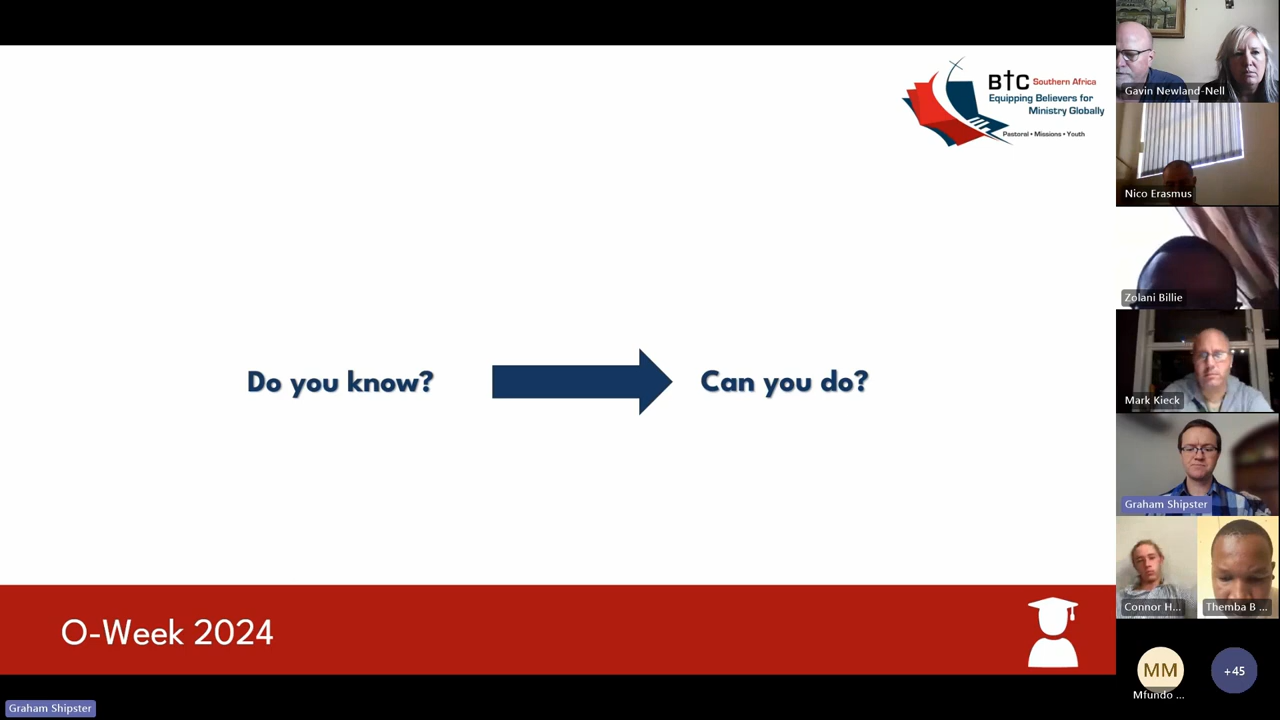 BTC Southern Africa
Equipping Believers for
Ministry Globally
Pastoral • Missions • Youth
Do you know?
Can you do?
O-Week 2024
Graham Shipster
Gavin Newland-Nell
Nico Erasmus
Zolani Billie
Mark Kieck
Graham Shipster
Connor H...
Themba B ...
MM
Mfundo ...
+45